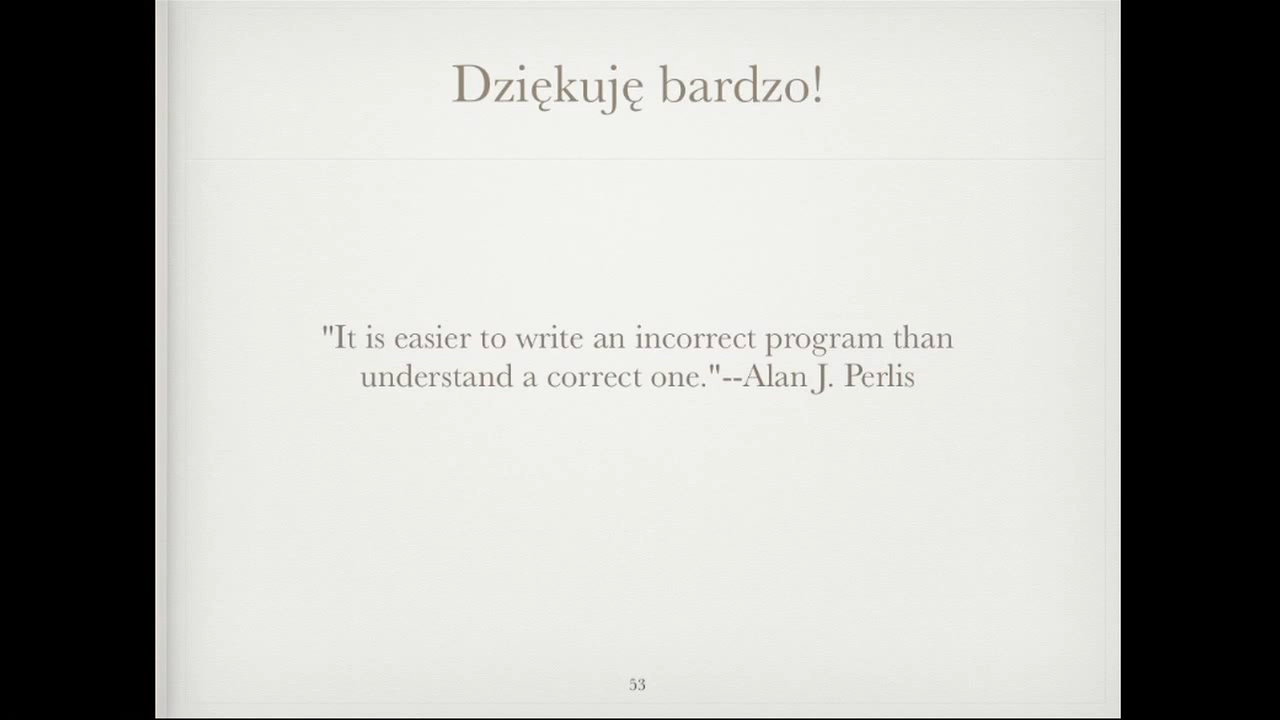 Dziękuję bardzo!
"It is easier to write an incorrect program than
understand a correct one."--Alan J. Perlis
53